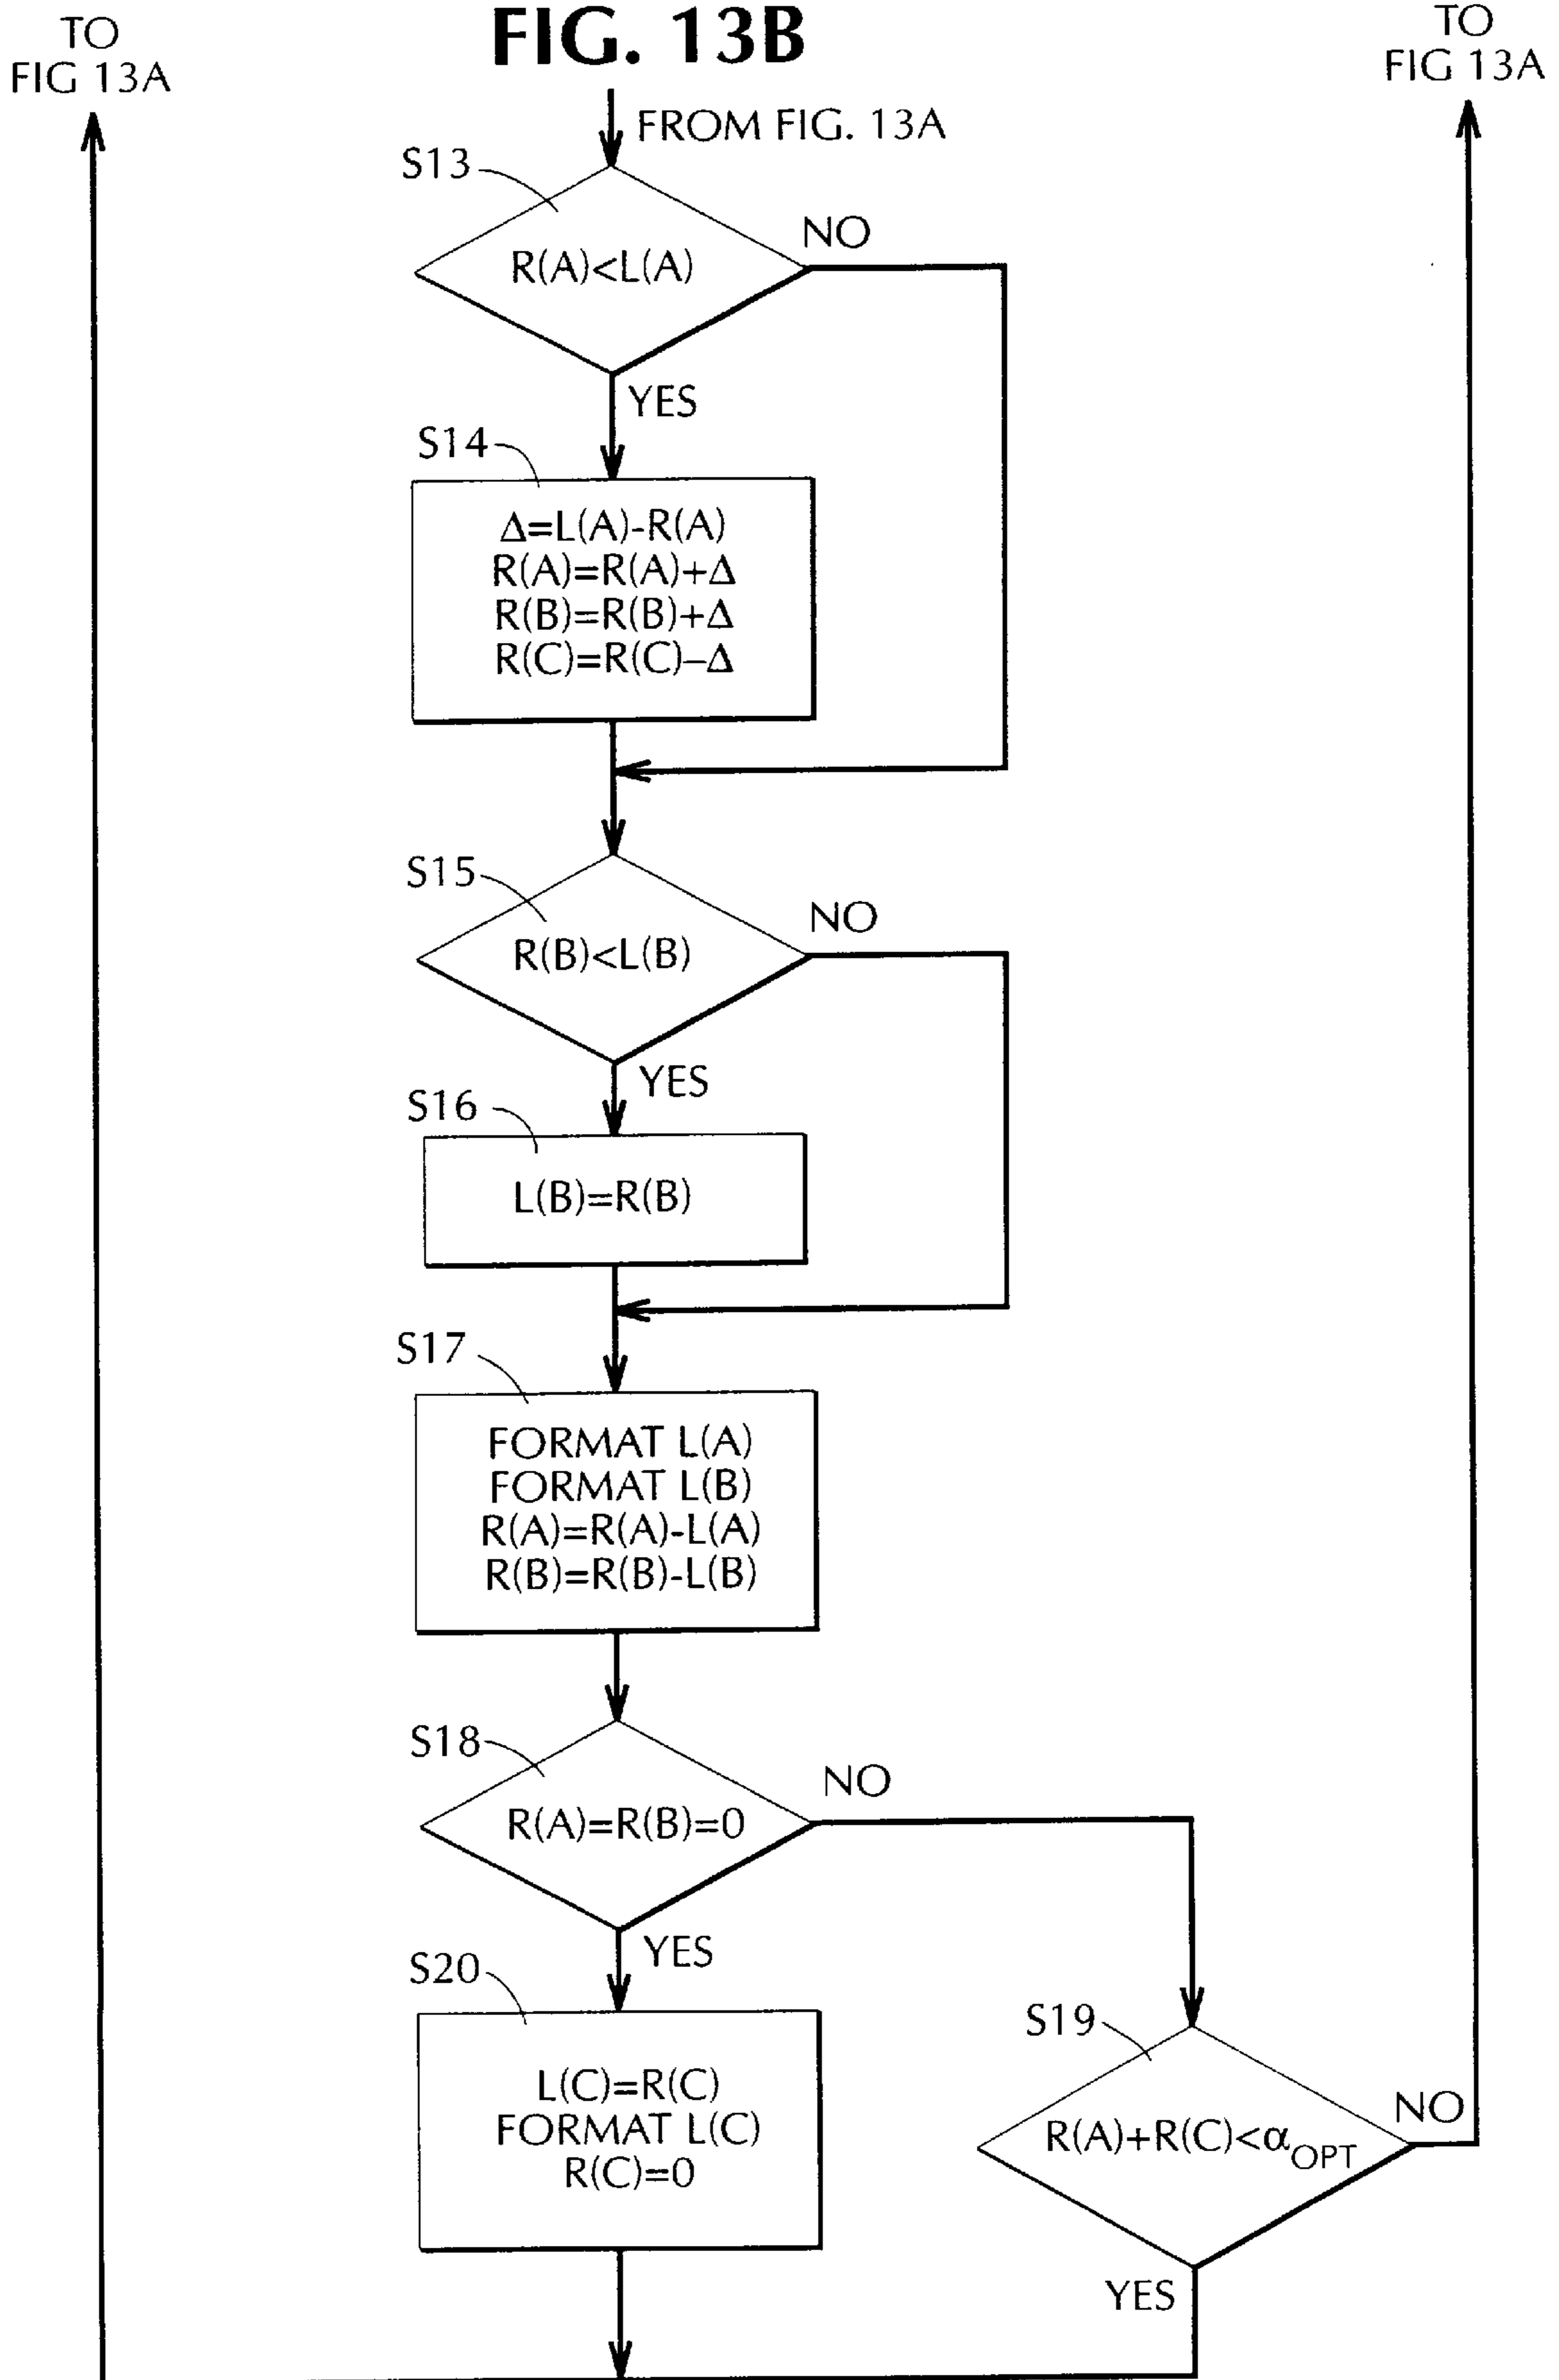 TO
FIG 13A
FIG. 13B
TO
FIG 13A
FROM FIG. 13A
S13
NO
R(A)<L(A)
YES
S14
Δ=L(A)-R(A)
R(A)=R(A)+Δ
R(B)=R(B)+Δ
R(C)=R(C)–Δ
S15
NO
R(B)<L(B)
YES
S16
L(B)=R(B)
S17
FORMAT L(A)
FORMAT L(B)
R(A)=R(A)-L(A)
R(B)=R(B)-L(B)
S18
NO
R(A)=R(B)=0
YES
S20
L(C)=R(C)
FORMAT L(C)
R(C)=0
S19
NO
R(A)+R(C)<αOPT
YES